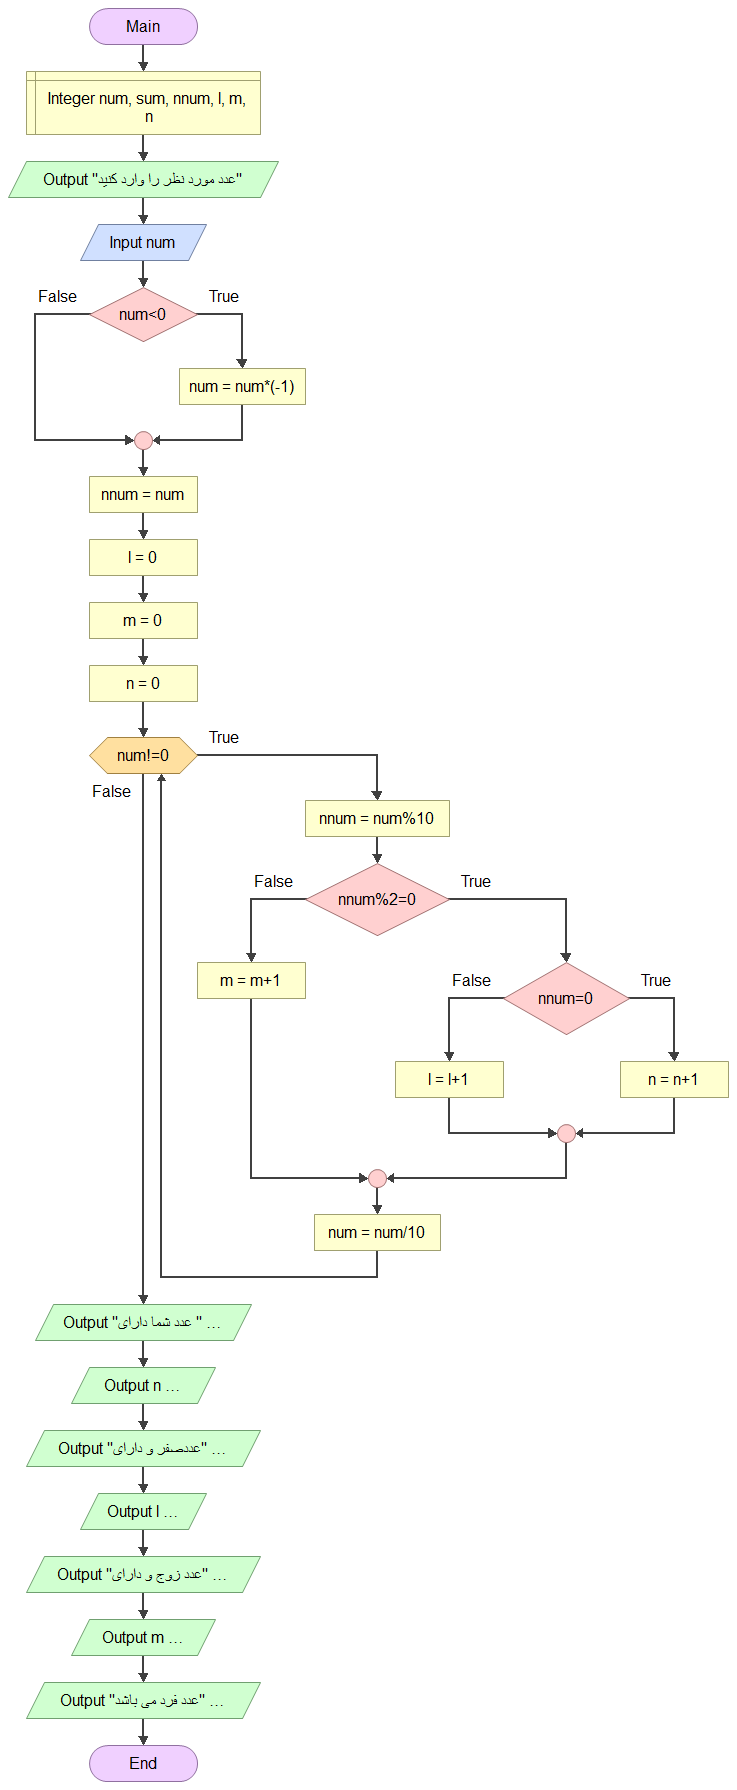 Main
Integer num, sum, nnum, l, m,
n
Output "عدد مورد نظر را وارد کنید"
Input num
False
True
num<0
num = num*(-1)
nnum = num
l = 0
m = 0
n = 0
True
num!=0
False
nnum = num%10
False
True
nnum%2=0
m = m+1
False
True
nnum=0
l = l+1
n = n+1
num = num/10
Output "عدد شما دارای " ...
Output n ...
Output "عددصفر و دارای" ...
Output l ...
Output "عدد زوج و دارای" ...
Output m ...
Output "عدد فرد می باشد" ...
End